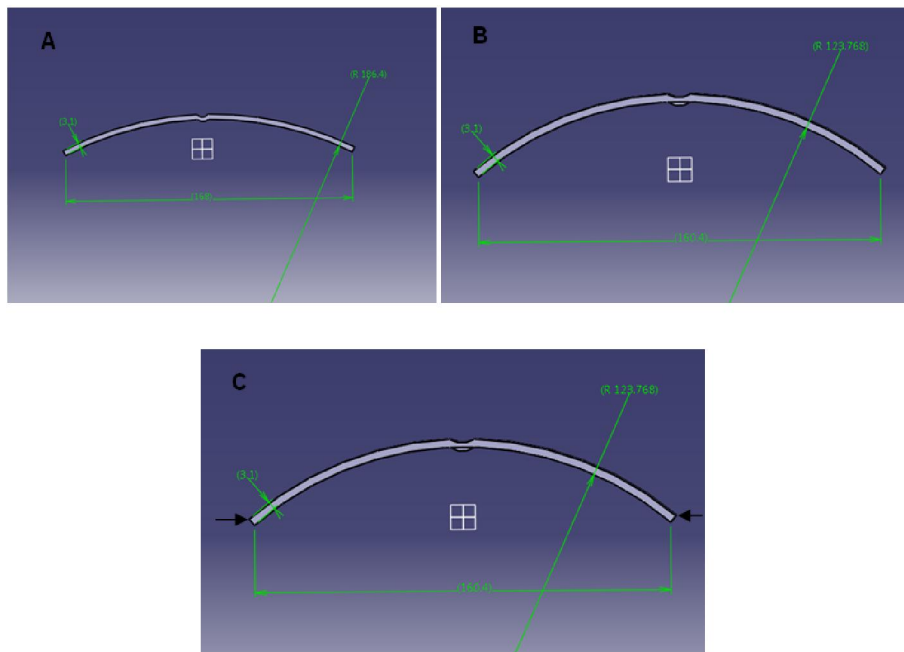 A
(R 186.4)
(3.1)
B
(R 123.768)
(3.1)
(160.4)
C
(R 123.768)
(3.1)
(160.4)